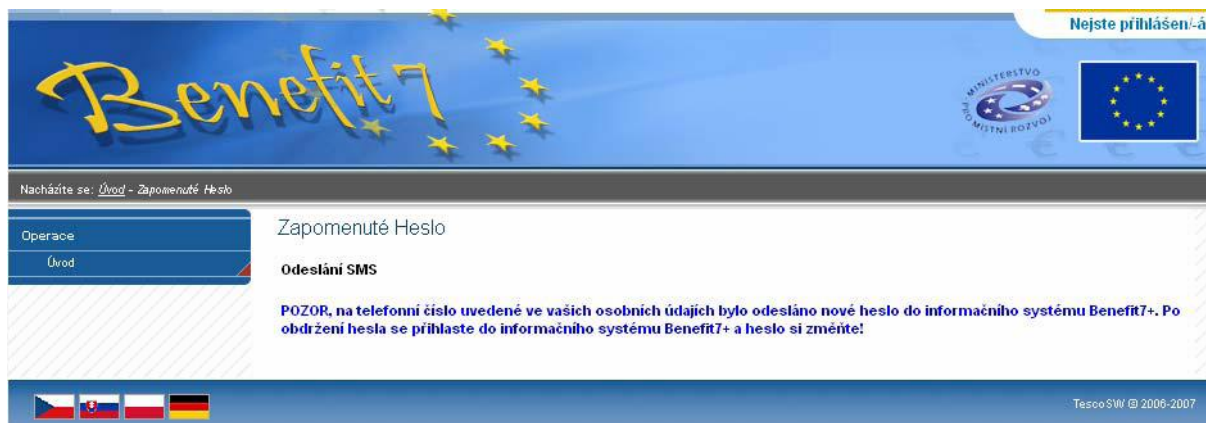 Nejste přihlášen/-á
Benefit7
MINISTERSTVO
PRO MÍSTNÍ ROZVOJ
Nacházíte se: Úvod - Zapomenuté Heslo
Operace
Úvod
Zapomenuté Heslo
Odeslání SMS
POZOR, na telefonní číslo uvedené ve vašich osobních údajích bylo odesláno nové heslo do informačního systému Benefit7+. Po
obdržení hesla se přihlaste do informačního systému Benefit7+ a heslo si změňte!
TescoSW @ 2006-2007